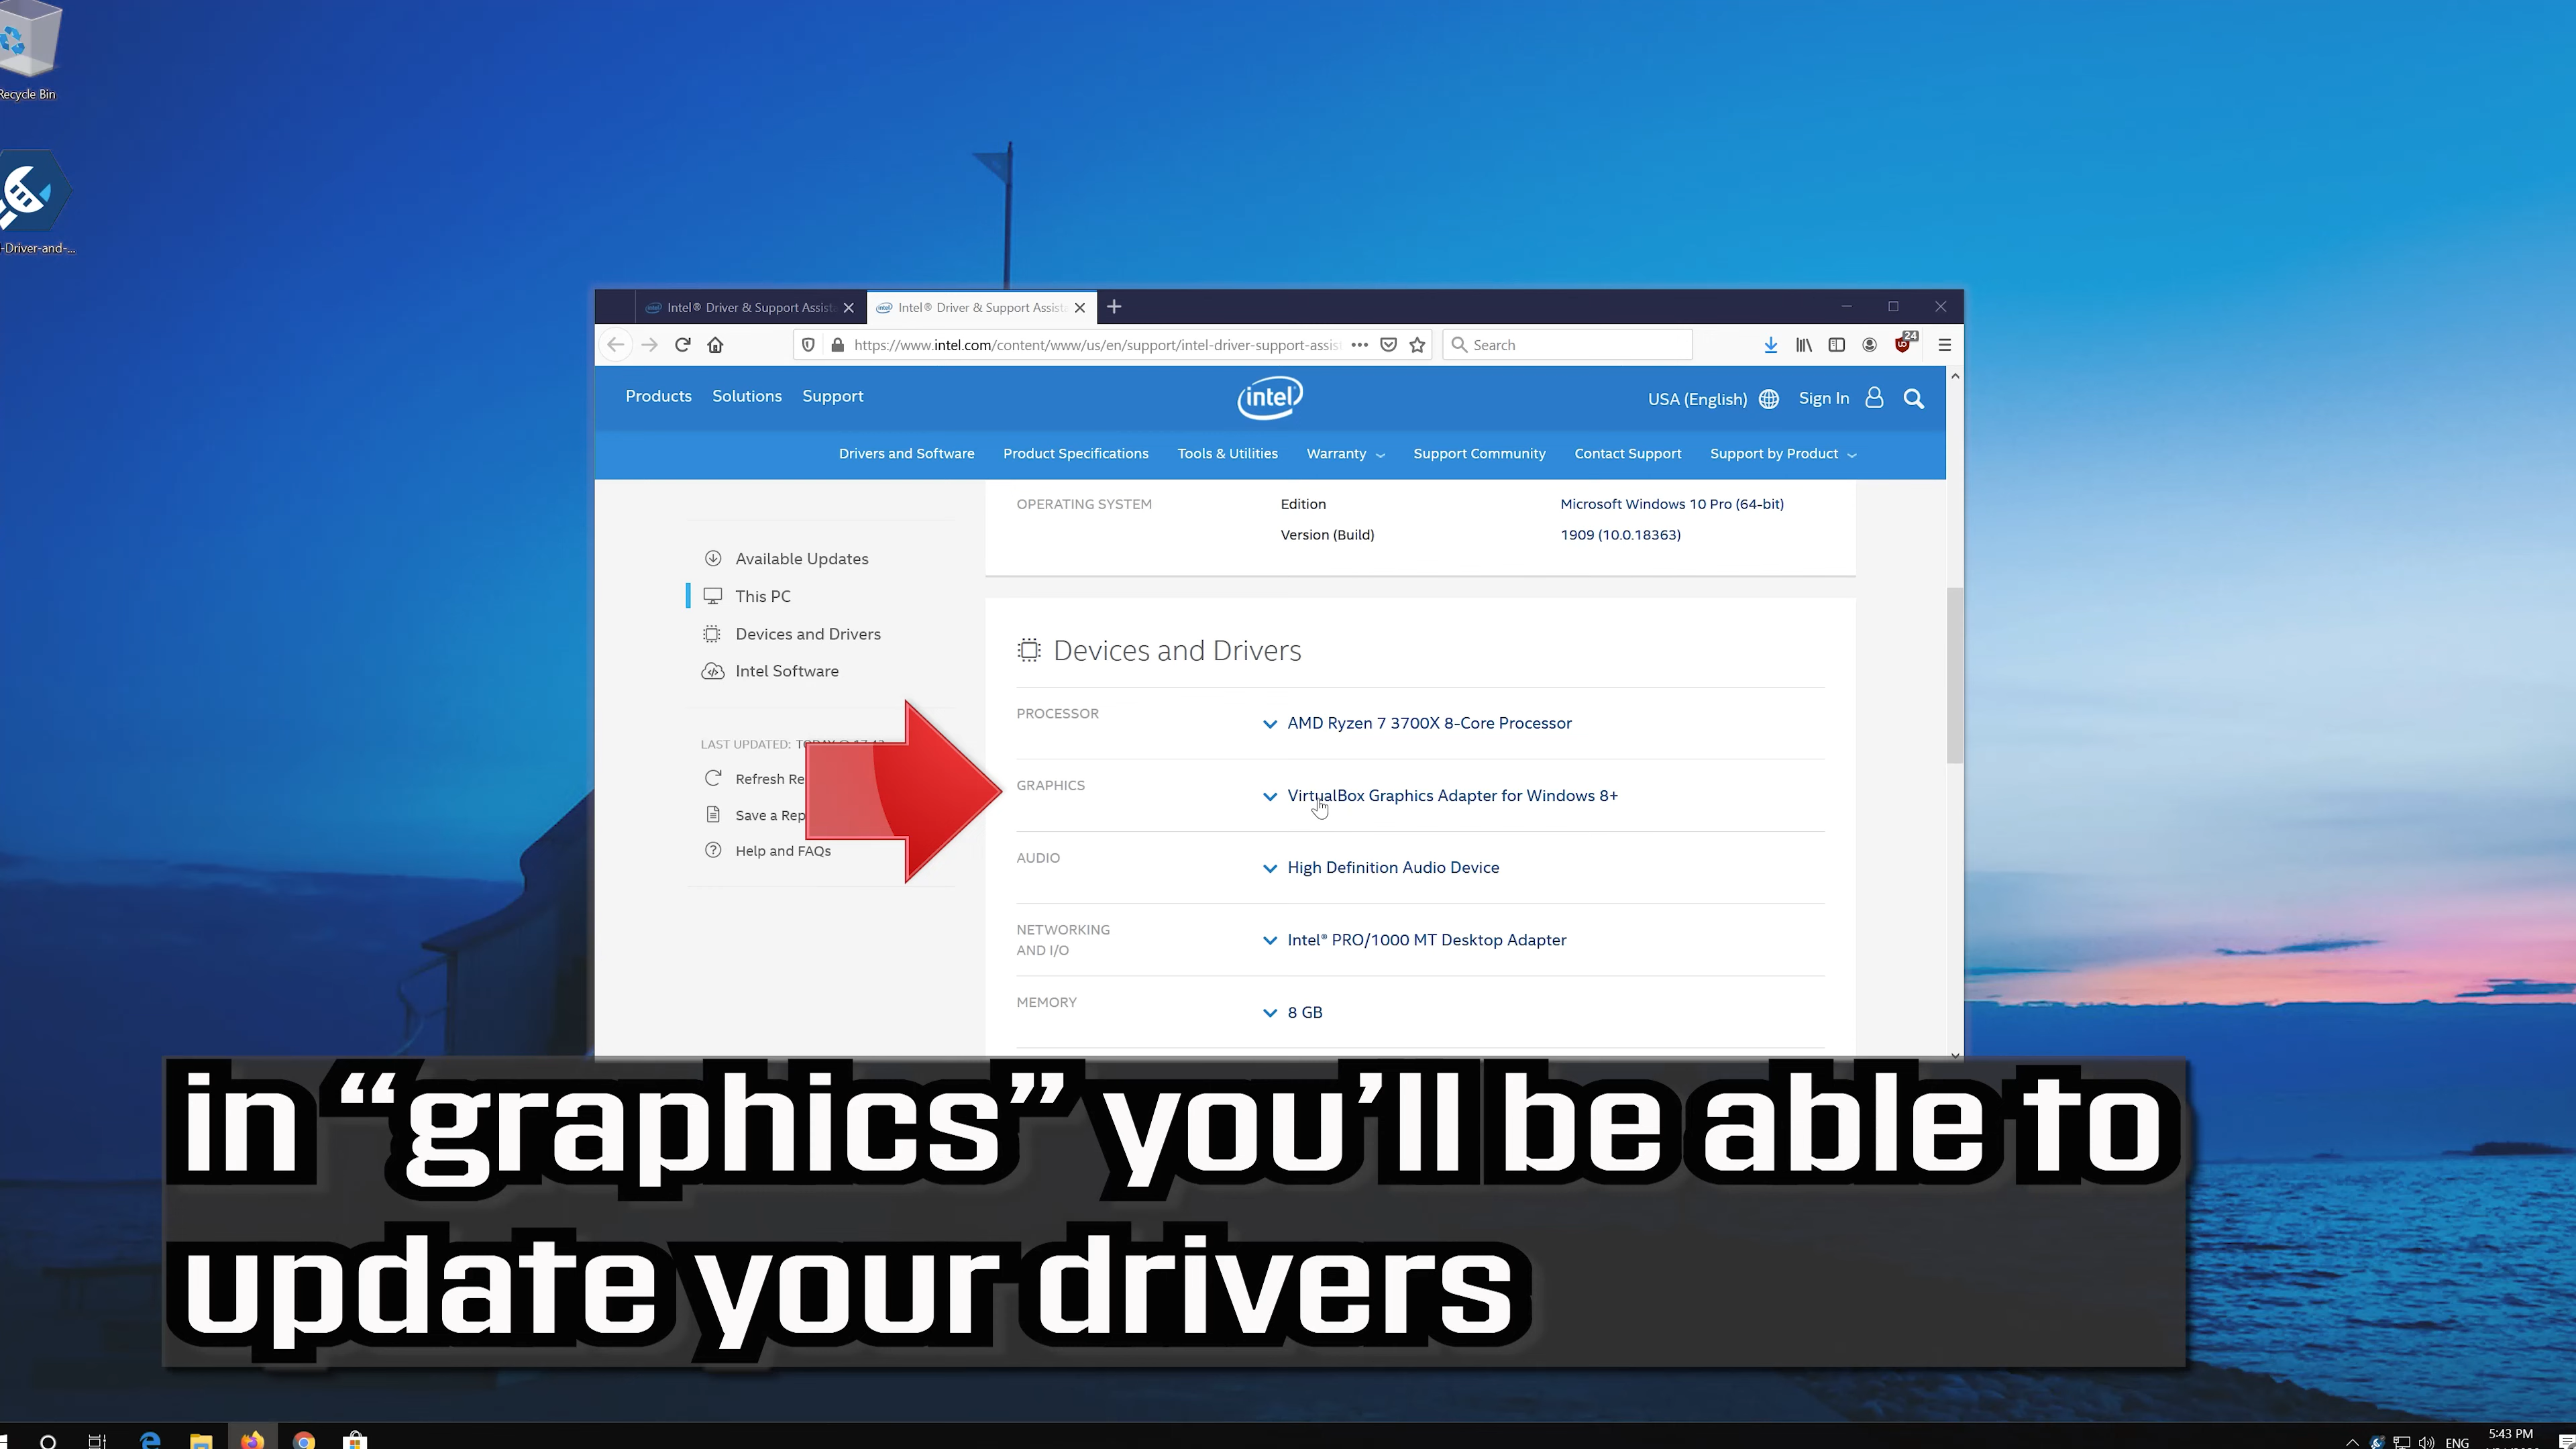 Recycle Bin
-Driver-and-...
Intel® Driver & Support Assist
Intel® Driver & Support Assist
https://www.intel.com/content/www/us/en/support/intel-driver-support-assist
Search
24
Products Solutions Support
intel
USA (English) Sign In
Drivers and Software Product Specifications Tools & Utilities Warranty Support Community Contact Support Support by Product
OPERATING SYSTEM Edition Microsoft Windows 10 Pro (64-bit)
Version (Build) 1909 (10.0.18363)
Available Updates
This PC
Devices and Drivers
Intel Software
LAST UPDATED:
Refresh Re
Save a Rep
Help and FAQs
Devices and Drivers
PROCESSOR AMD Ryzen 7 3700X 8-Core Processor
GRAPHICS VirtualBox Graphics Adapter for Windows 8+
AUDIO High Definition Audio Device
NETWORKING
AND I/O Intel® PRO/1000 MT Desktop Adapter
MEMORY 8 GB
in “graphics” you’ll be able to
update your drivers
ENG
5:43 PM